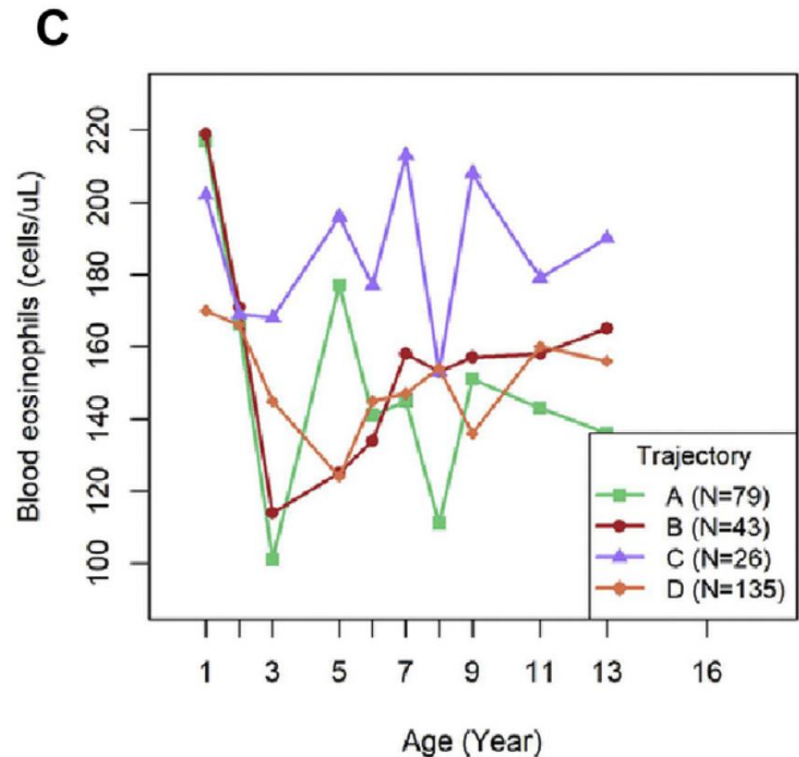 C
Blood eosinophils (cells/uL)
220
200
180
160
140
120
100
Trajectory
A (N=79)
B (N=43)
C (N=26)
D (N=135)
1 3 5 7 9 11 13 16
Age (Year)